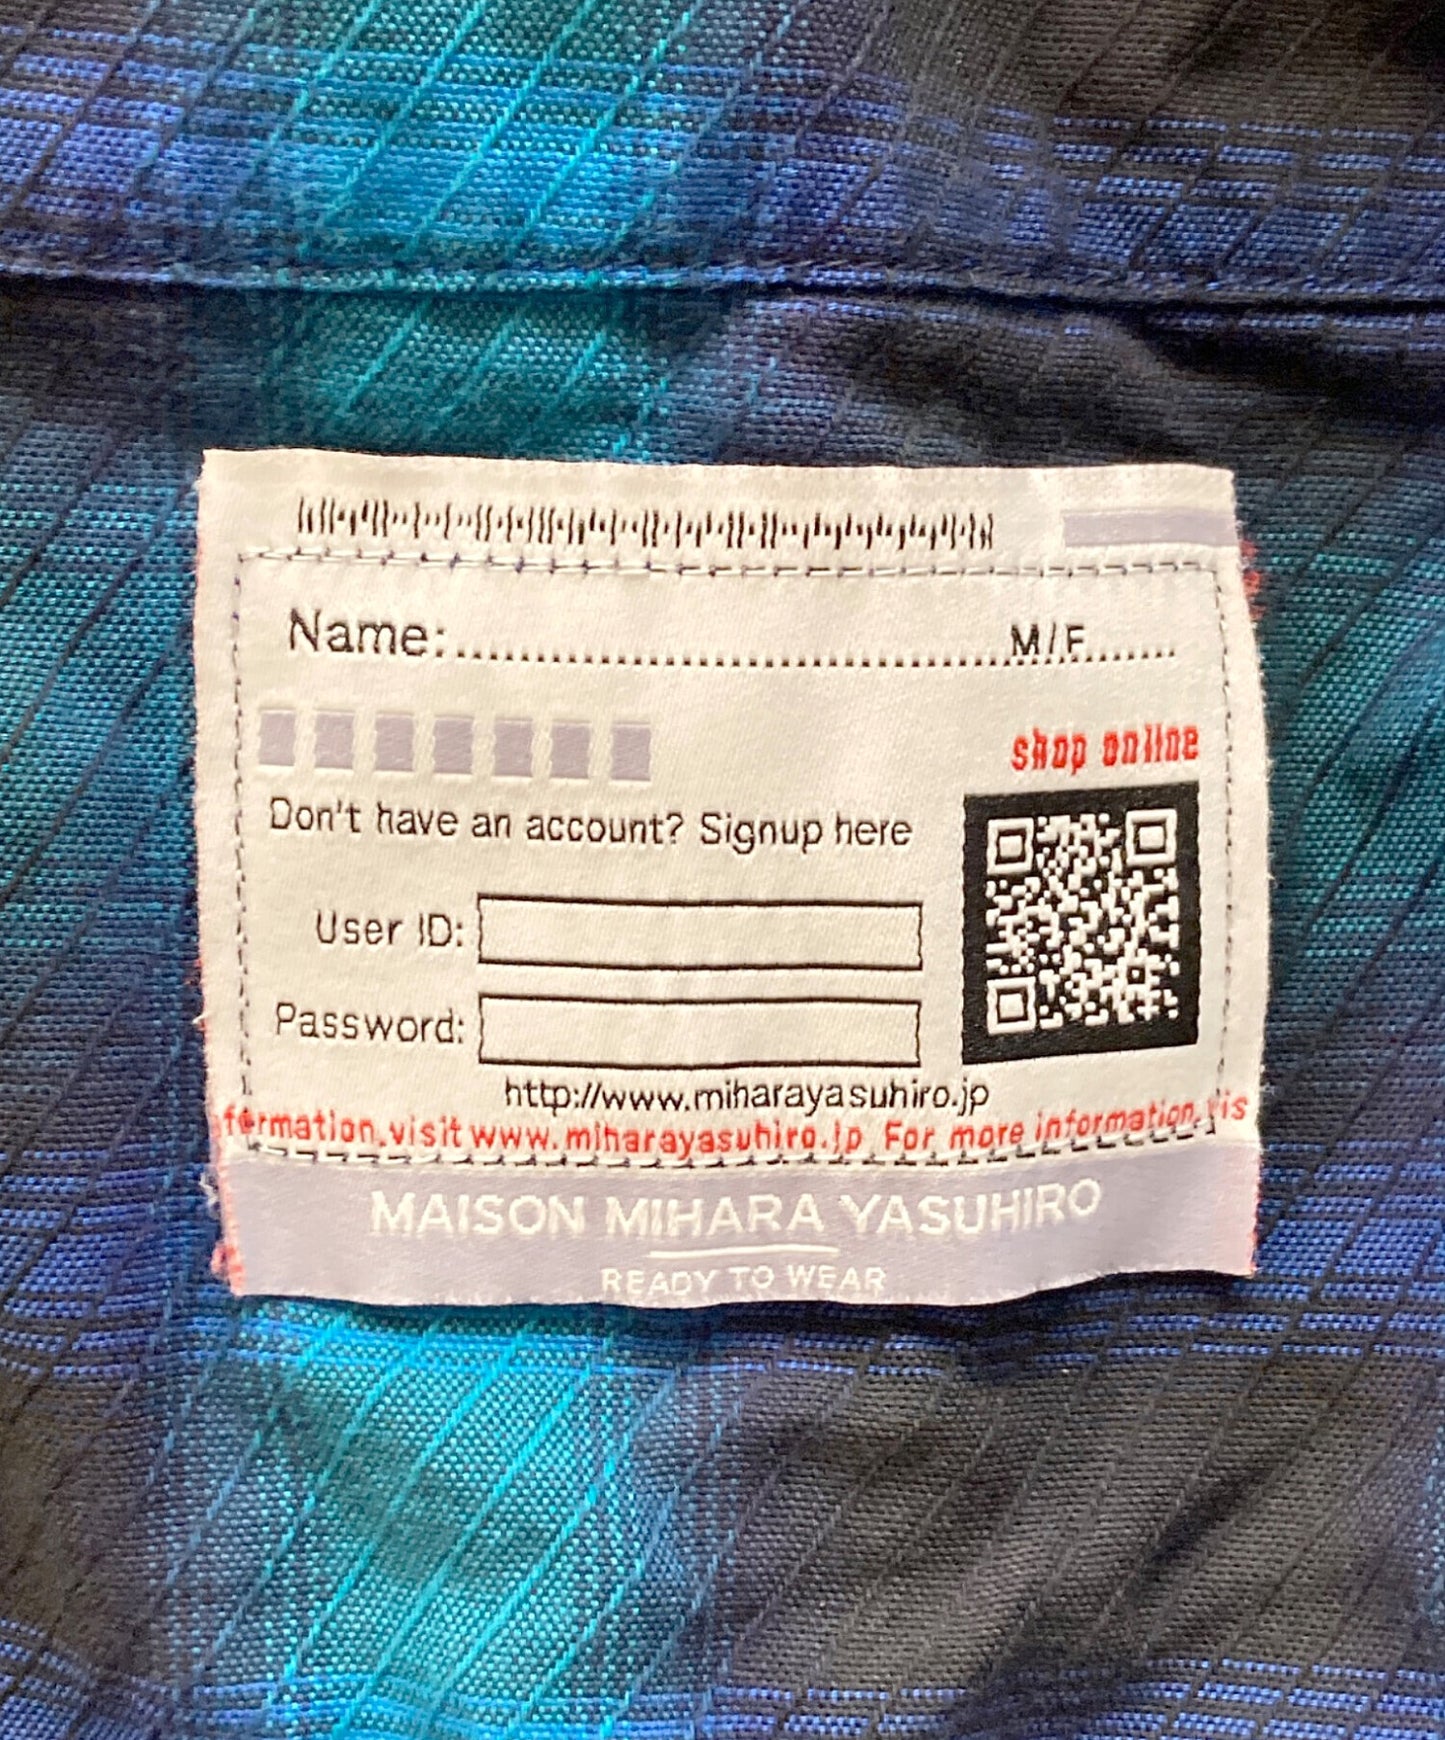 Name:........................................M/F.......
shop online
Don't have an account? Signup here
User ID:
Password:
http://www.miharayasuhiro.jp
formation,visit www.miharayasuhiro.jp For more information,vis
MAISON MIHARA YASUHIRO
READY TO WEAR